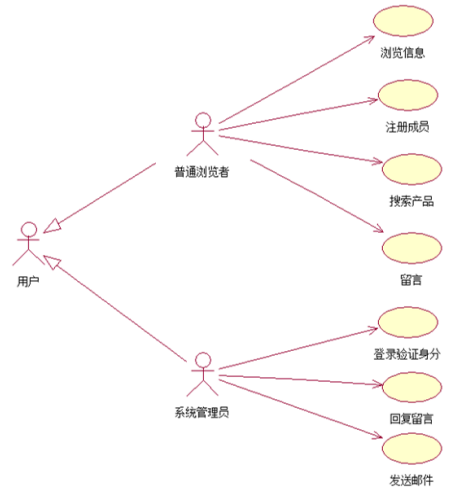 浏览信息
注册成员
普通浏览者
搜索产品
用户
留言
登录验证身分
系统管理员
回复留言
发送邮件